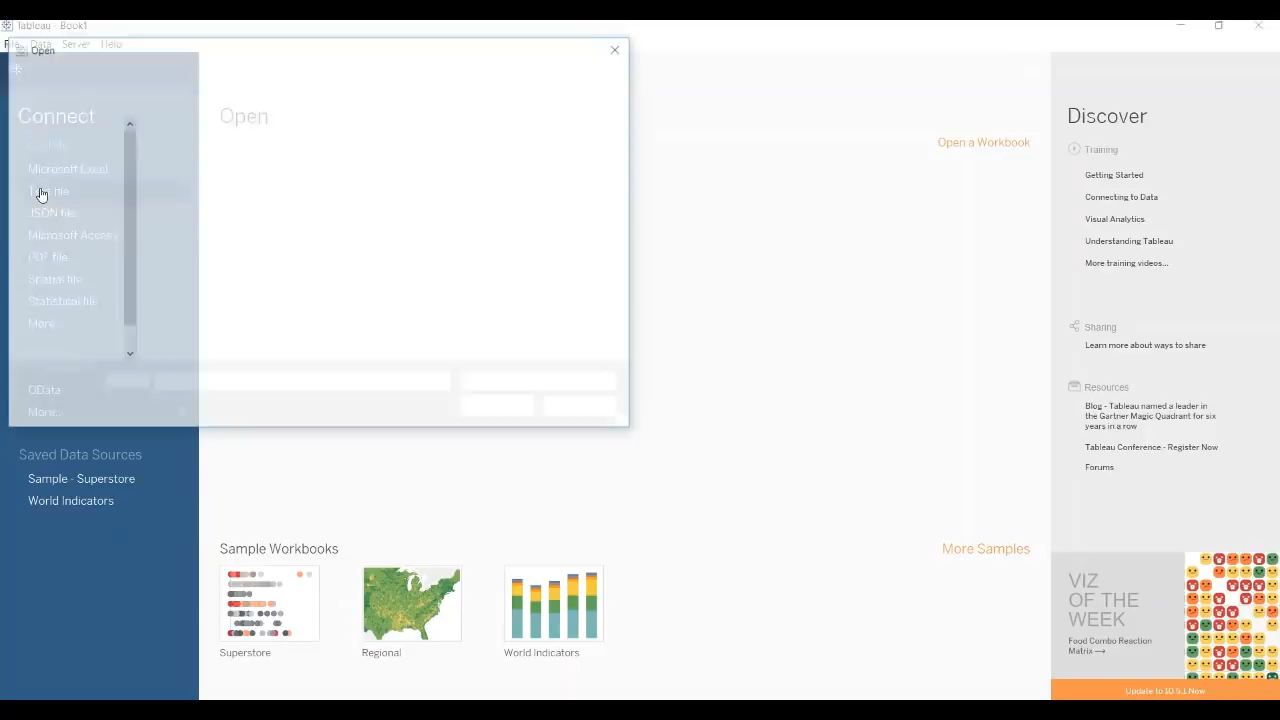 Tableau - Book1
File Data Server Help
Open
Connect
Open
Open a Workbook
Microsoft Excel
Text file
JSON file
Microsoft Access
PDF file
Spatial file
Statistical file
More
OData
More..
Saved Data Sources
Sample - Superstore
World Indicators
Sample Workbooks
More Samples
Superstore
Regional
World Indicators
Discover
Training
Getting Started
Connecting to Data
Visual Analytics
Understanding Tableau
More training videos...
Sharing
Learn more about ways to share
Resources
Blog - Tableau named a leader in
the Gartner Magic Quadrant for six
years in a row
Tableau Conference - Register Now
Forums
VIZ
OF THE
WEEK
Food Combo Reaction
Matrix →
Update to 10.5.1 Now